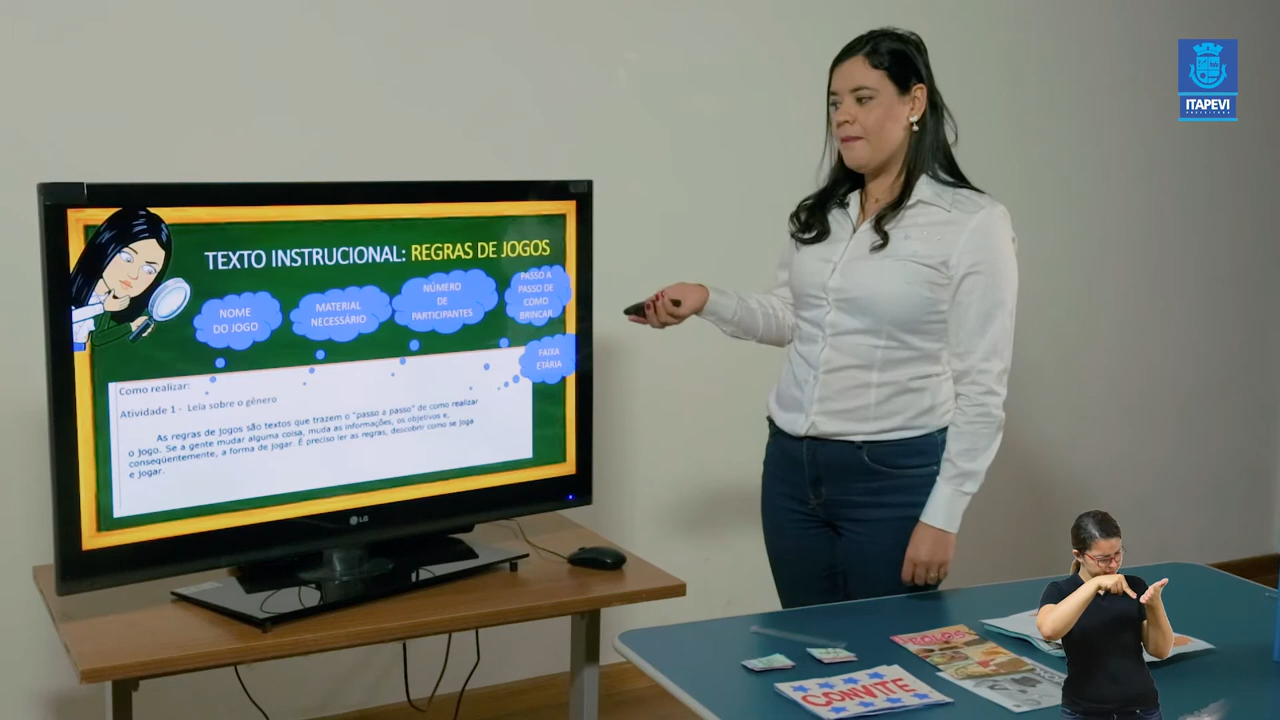 ITAPEVI
PREFEITURA
TEXTO INSTRUCIONAL: REGRAS DE JOGOS
NOME
DO JOGO
MATERIAL
NECESSÁRIO
NÚMERO
DE
PARTICIPANTES
PASSO A
PASSO DE
COMO
BRINCAR
FAIXA
ETÁRIA
Como realizar:
Atividade 1 - Leia sobre o gênero
As regras de jogos são textos que trazem o "passo a passo" de como realizar
o jogo. Se a gente mudar alguma coisa, muda as informações, os objetivos e,
conseqüentemente, a forma de jogar. É preciso ler as regras, descobrir como se joga
e jogar.
LG
BOLOS
CONVITE